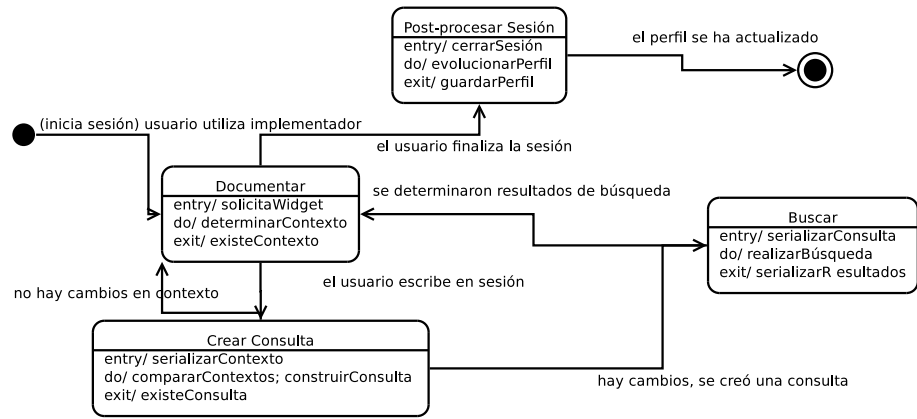 Post-procesar Sesión
entry/ cerrarSesión
do/ evolucionarPerfil
exit/ guardarPerfil
el perfil se ha actualizado
(inicia sesión) usuario utiliza implementador
el usuario finaliza la sesión
Documentar
entry/ solicitaWidget
do/ determinarContexto
exit/ existeContexto
se determinaron resultados de búsqueda
Buscar
entry/ serializarConsulta
do/ realizarBúsqueda
exit/ serializarR esultados
el usuario escribe en sesión
no hay cambios en contexto
Crear Consulta
entry/ serializarContexto
do/ compararContextos; construirConsulta
exit/ existeConsulta
hay cambios, se creó una consulta